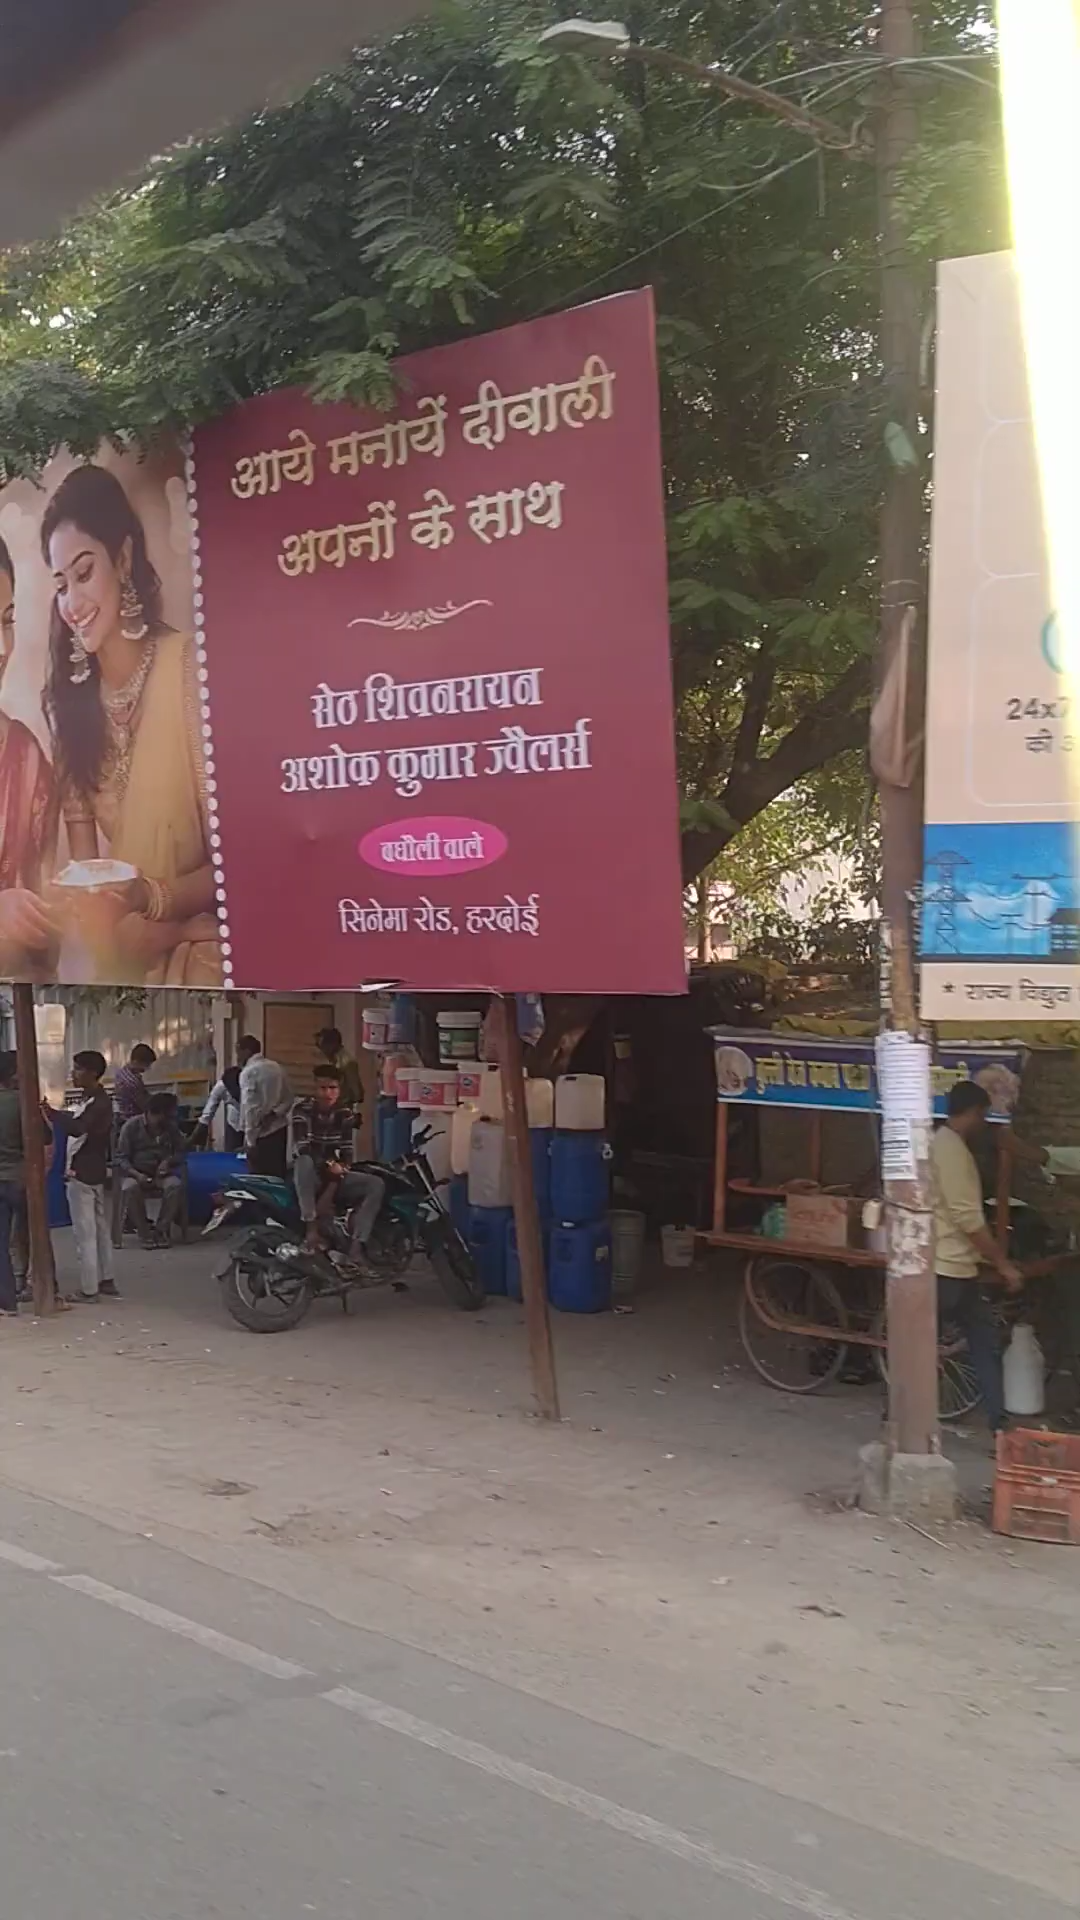 आये मनायें दीवाली
अपनों के साथ
सेठ शिवनरायन
अशोक कुमार ज्वैलर्स
बघौली वाले
सिनेमा रोड, हरदोई
24x7
की
* राज्य विद्युत